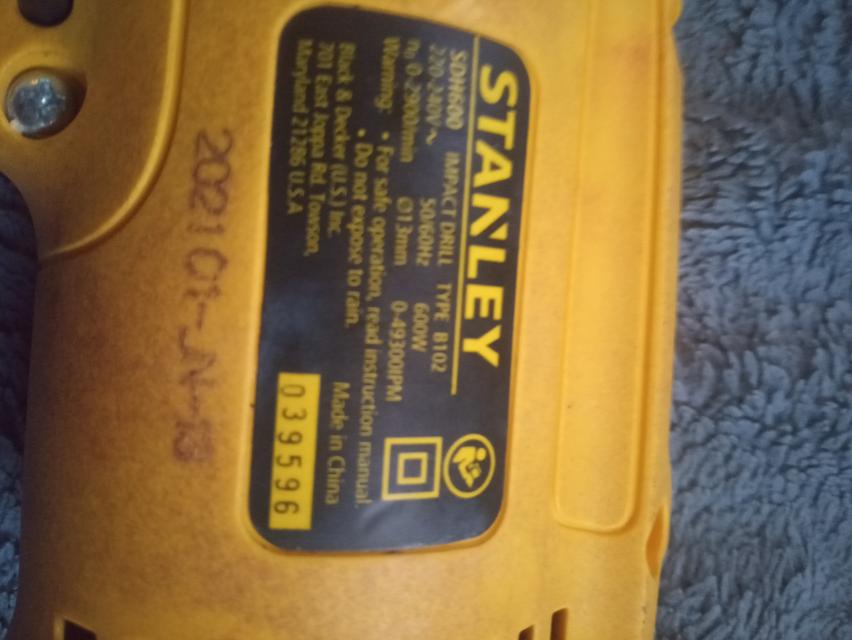 STANLEY
SDH600 IMPACT DRILL TYPE B102
220-240V ~ 50/60Hz 600W
n₀ 0-2900/min Ø13mm 0-49300IPM
Warning: • For safe operation, read instruction manual.
• Do not expose to rain.
Black & Decker (U.S.) Inc.
701 East Joppa Rd. Towson,
Maryland 21286 U.S.A
Made in China
039596
2021 01-JN-